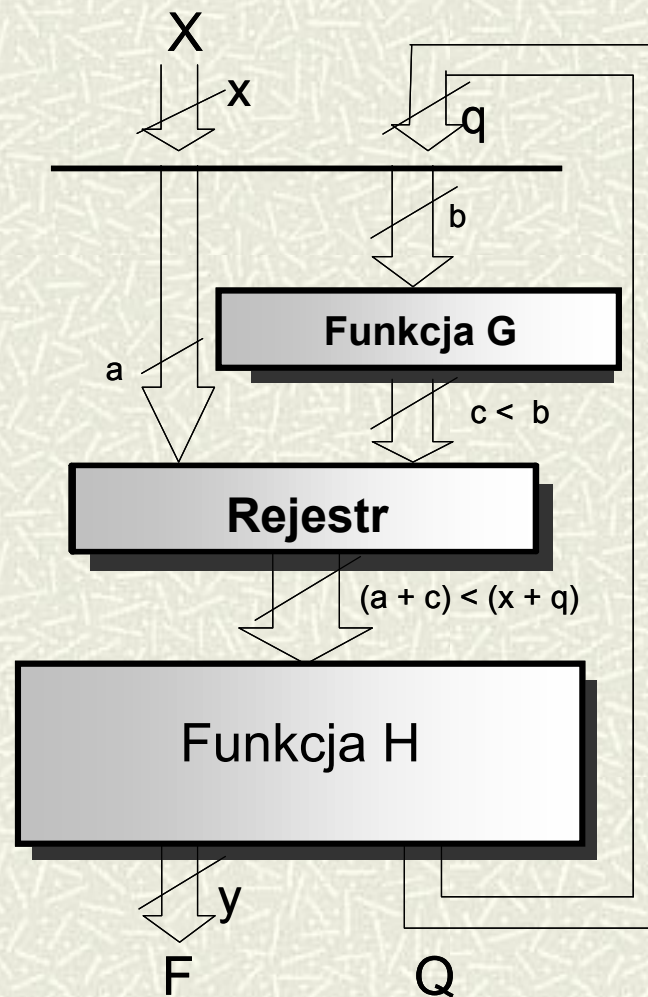 X
x
q
b
Funkcja G
a
c < b
Rejestr
(a + c) < (x + q)
Funkcja H
y
F
Q